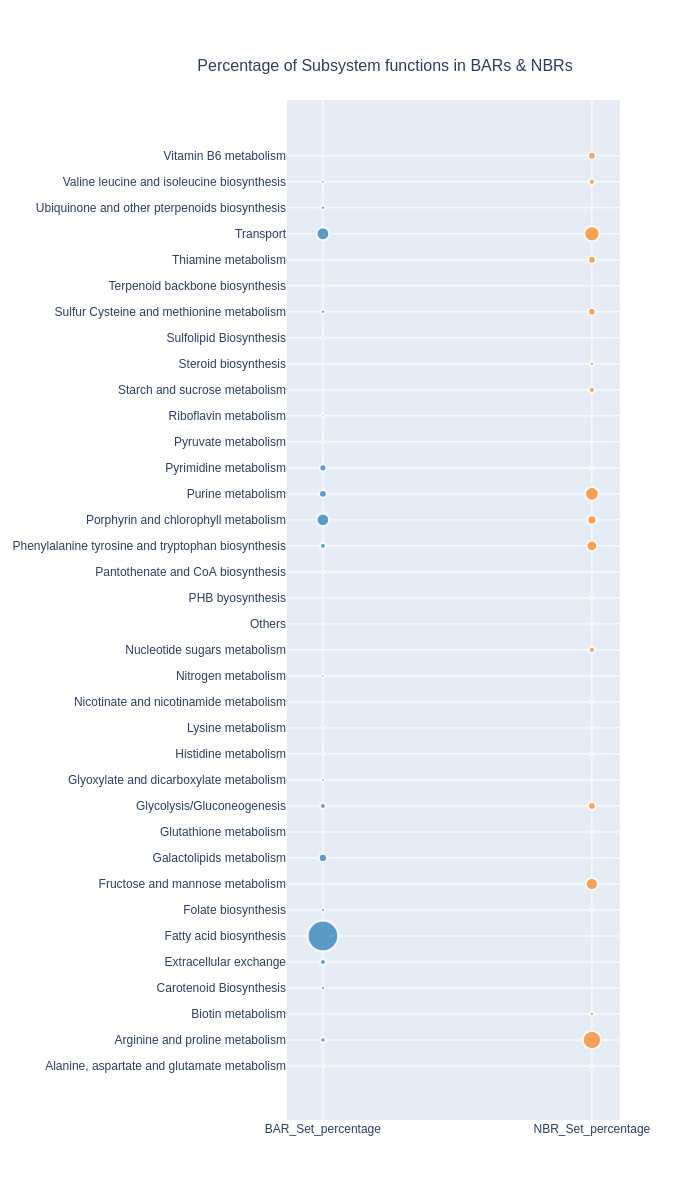 Percentage of Subsystem functions in BARs & NBRs
Vitamin B6 metabolism
Valine leucine and isoleucine biosynthesis
Ubiquinone and other pterpenoids biosynthesis
Transport
Thiamine metabolism
Terpenoid backbone biosynthesis
Sulfur Cysteine and methionine metabolism
Sulfolipid Biosynthesis
Steroid biosynthesis
Starch and sucrose metabolism
Riboflavin metabolism
Pyruvate metabolism
Pyrimidine metabolism
Purine metabolism
Porphyrin and chlorophyll metabolism
Phenylalanine tyrosine and tryptophan biosynthesis
Pantothenate and CoA biosynthesis
PHB byosynthesis
Others
Nucleotide sugars metabolism
Nitrogen metabolism
Nicotinate and nicotinamide metabolism
Lysine metabolism
Histidine metabolism
Glyoxylate and dicarboxylate metabolism
Glycolysis/Gluconeogenesis
Glutathione metabolism
Galactolipids metabolism
Fructose and mannose metabolism
Folate biosynthesis
Fatty acid biosynthesis
Extracellular exchange
Carotenoid Biosynthesis
Biotin metabolism
Arginine and proline metabolism
Alanine, aspartate and glutamate metabolism
BAR_Set_percentage
NBR_Set_percentage